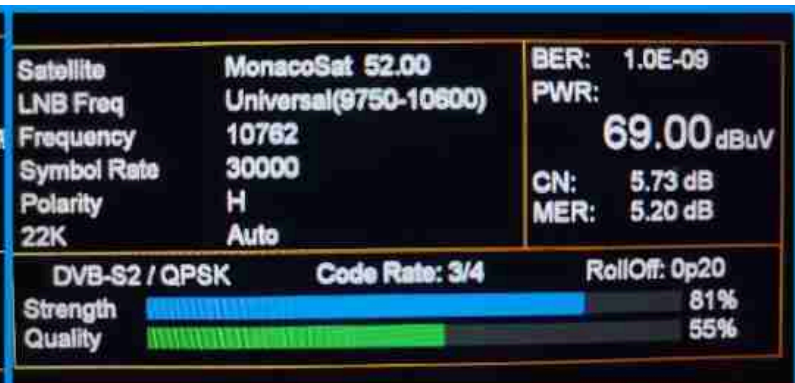 Satellite MonacoSat 52.00
LNB Freq Universal(9750-10600)
Frequency 10762
Symbol Rate 30000
Polarity H
22K Auto
BER: 1.0E-09
PWR:
69.00 dBuV
CN: 5.73 dB
MER: 5.20 dB
DVB-S2 / QPSK Code Rate: 3/4 RollOff: 0p20
Strength 81%
Quality 55%